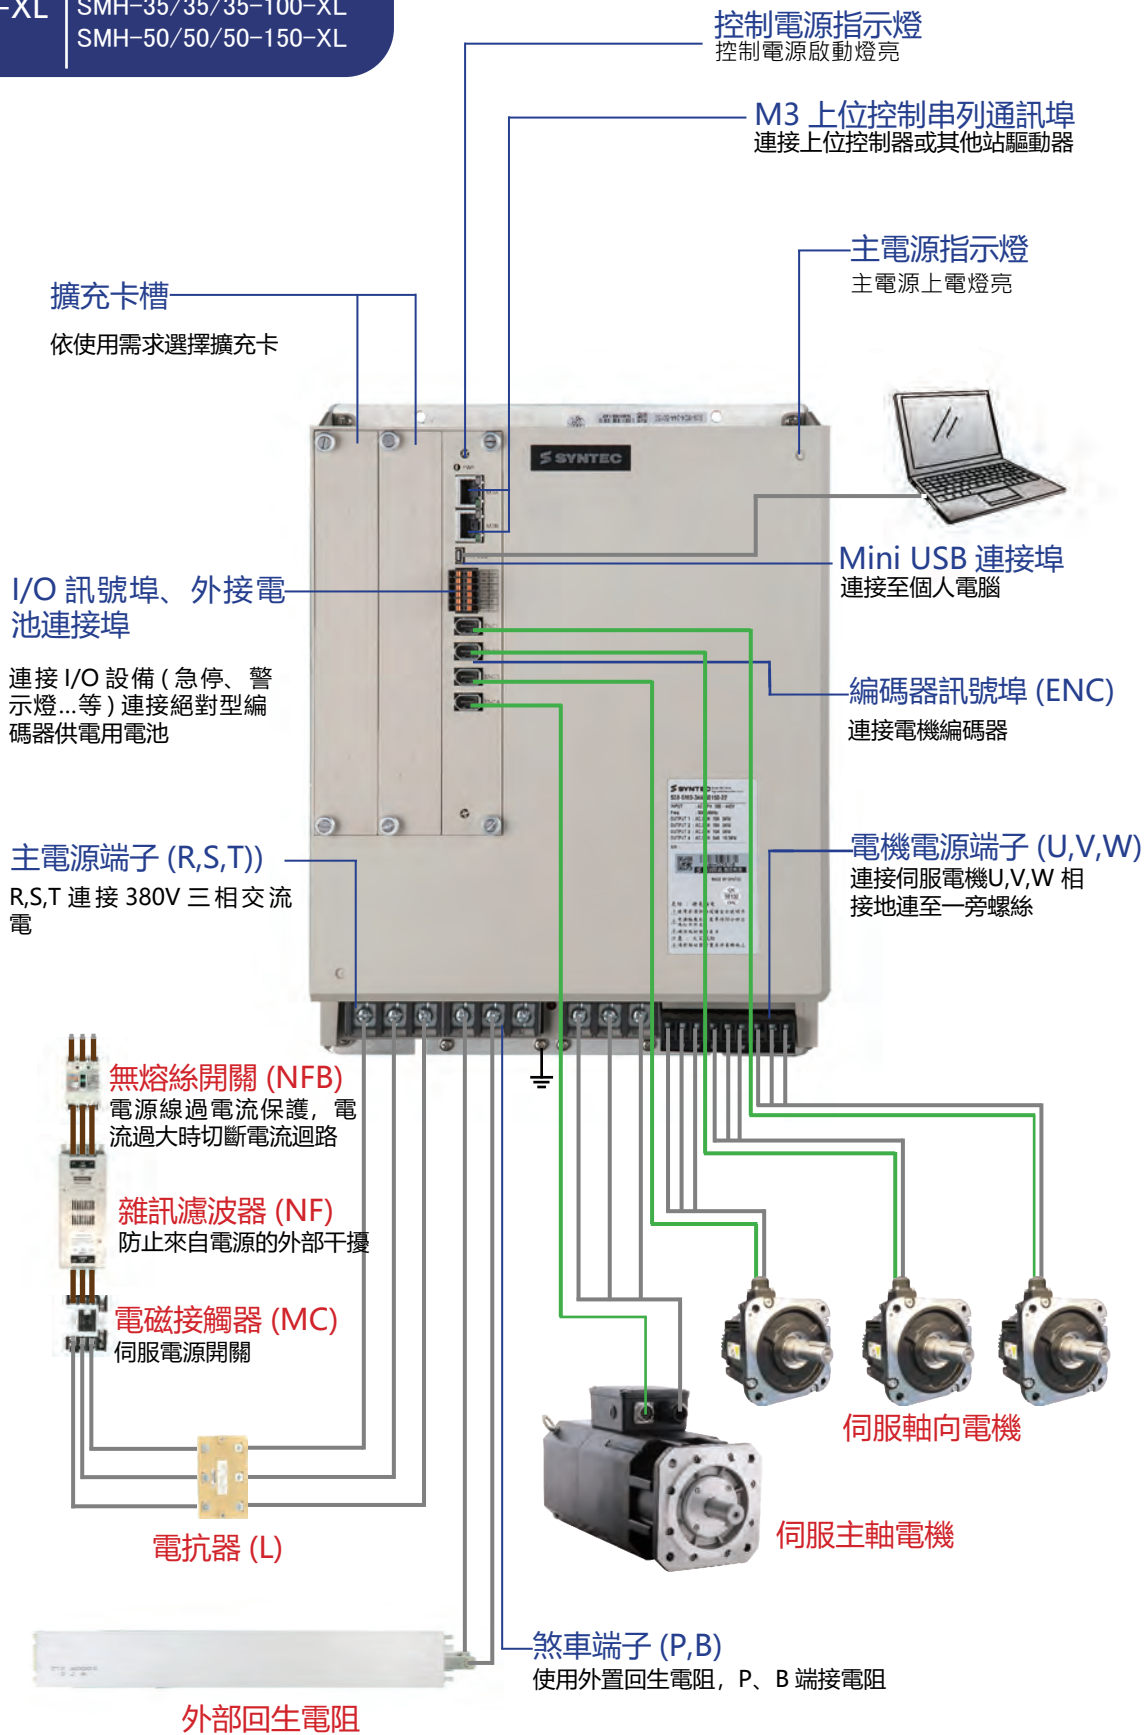 -XL
SMH-35/35/35-100-XL
SMH-50/50/50-150-XL
控制電源指示燈
控制電源啟動燈亮
M3 上位控制串列通訊埠
連接上位控制器或其他站驅動器
主電源指示燈
主電源上電燈亮
擴充卡槽
依使用需求選擇擴充卡
SYNTEC
Mini USB 連接埠
連接至個人電腦
I/O 訊號埠、外接電
池連接埠
連接 I/O 設備 ( 急停、警
示燈...等 ) 連接絕對型編
碼器供電用電池
編碼器訊號埠 (ENC)
連接電機編碼器
SYNTEC
主電源端子 (R,S,T))
R,S,T 連接 380V 三相交流
電
電機電源端子 (U,V,W)
連接伺服電機U,V,W 相
接地連至一旁螺絲
無熔絲開關 (NFB)
電源線過電流保護，電
流過大時切斷電流迴路
雜訊濾波器 (NF)
防止來自電源的外部干擾
電磁接觸器 (MC)
伺服電源開關
伺服軸向電機
電抗器 (L)
伺服主軸電機
煞車端子 (P,B)
使用外置回生電阻，P、B 端接電阻
外部回生電阻